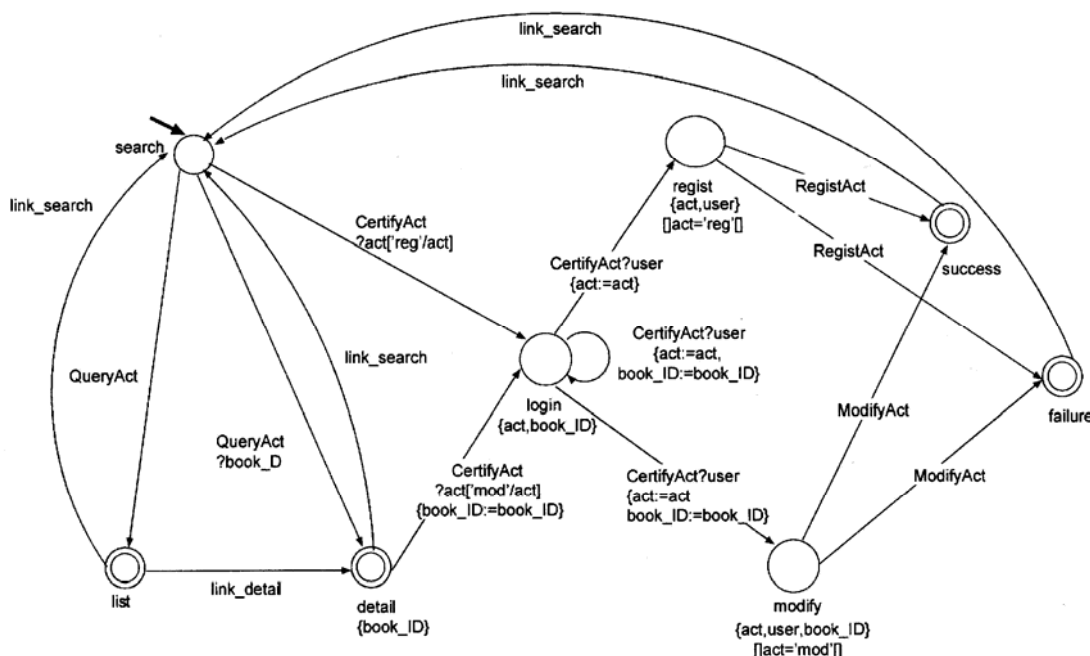 link_search
link_search
search
link_search
regist
{act,user}
[]act='reg'[]
RegistAct
RegistAct
success
CertifyAct
?act['reg'/act]
CertifyAct?user
{act:=act}
CertifyAct?user
{act:=act,
book_ID:=book_ID}
QueryAct
link_search
login
{act,book_ID}
ModifyAct
failure
QueryAct
?book_D
CertifyAct
?act['mod'/act]
{book_ID:=book_ID}
CertifyAct?user
{act:=act
book_ID:=book_ID}
ModifyAct
link_detail
list
detail
{book_ID}
modify
{act,user,book_ID}
[]act='mod'[]